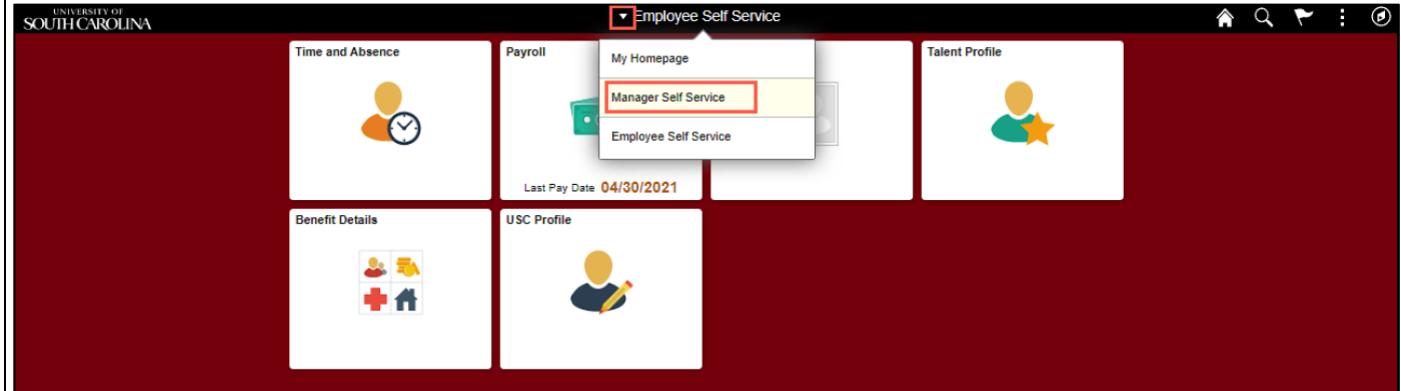 UNIVERSITY OF
SOUTH CAROLINA
Employee Self Service
Time and Absence
Payroll
My Homepage
Manager Self Service
Employee Self Service
Talent Profile
Last Pay Date 04/30/2021
Benefit Details
USC Profile